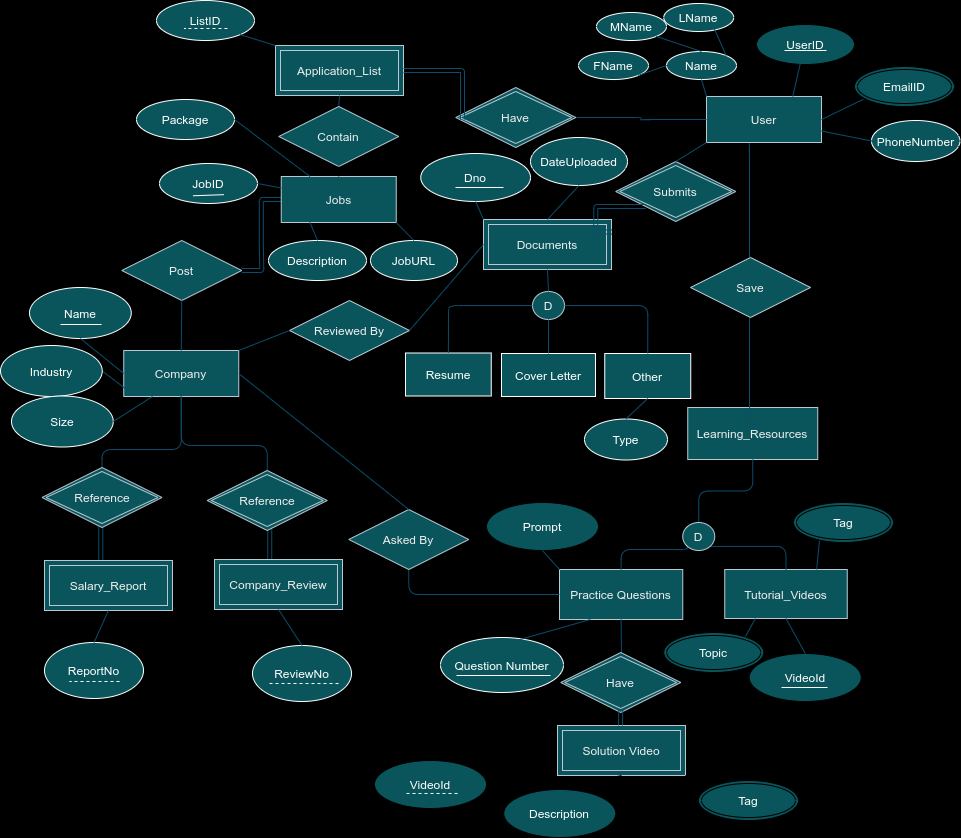 ListID
LName
MName
UserID
FName
Name
Application_List
EmailID
Package
Have
User
Contain
PhoneNumber
DateUploaded
Dno
JobID
Submits
Jobs
Documents
Description
JobURL
Post
Save
D
Name
Reviewed By
Industry
Company
Resume
Cover Letter
Other
Size
Type
Learning_Resources
Reference
Reference
Prompt
Tag
D
Asked By
Salary_Report
Company_Review
Practice Questions
Tutorial_Videos
Topic
Question Number
ReportNo
ReviewNo
VideoId
Have
Solution Video
VideoId
Tag
Description